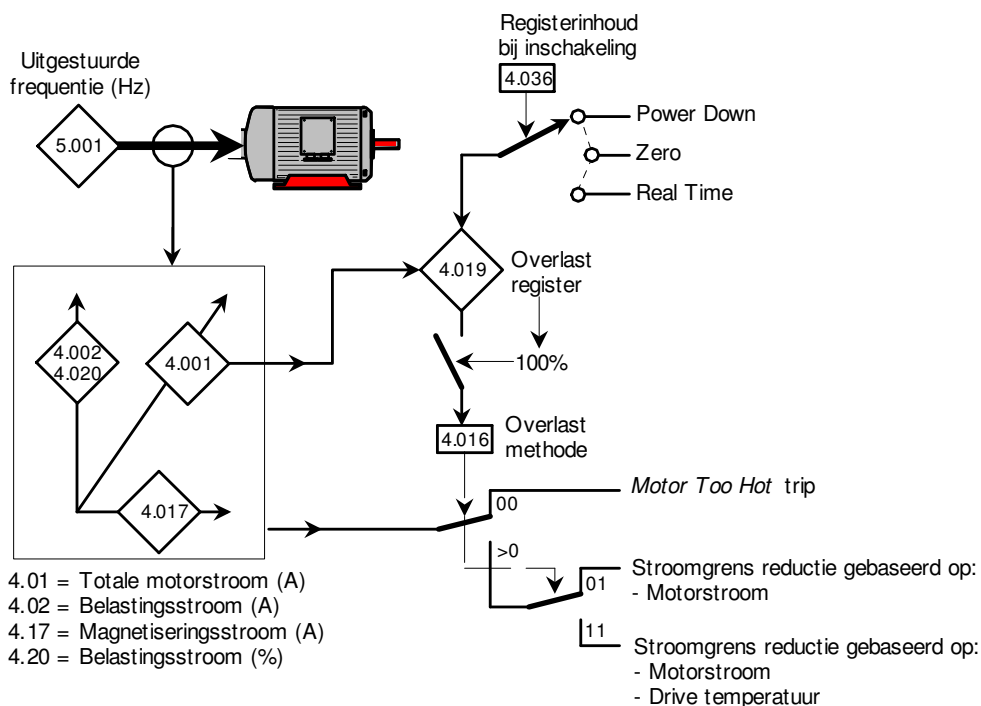 Registerinhoud
bij inschakeling
4.036
Uitgestuurde
frequentie (Hz)
5.001
Power Down
Zero
Real Time
4.019
Overlast
register
4.002
4.020
4.001
100%
4.016
Overlast
methode
4.017
Motor Too Hot trip
00
>0
01
Stroomgrens reductie gebaseerd op:
- Motorstroom
11
Stroomgrens reductie gebaseerd op:
- Motorstroom
- Drive temperatuur
4.01 = Totale motorstroom (A)
4.02 = Belastingsstroom (A)
4.17 = Magnetiseringsstroom (A)
4.20 = Belastingsstroom (%)